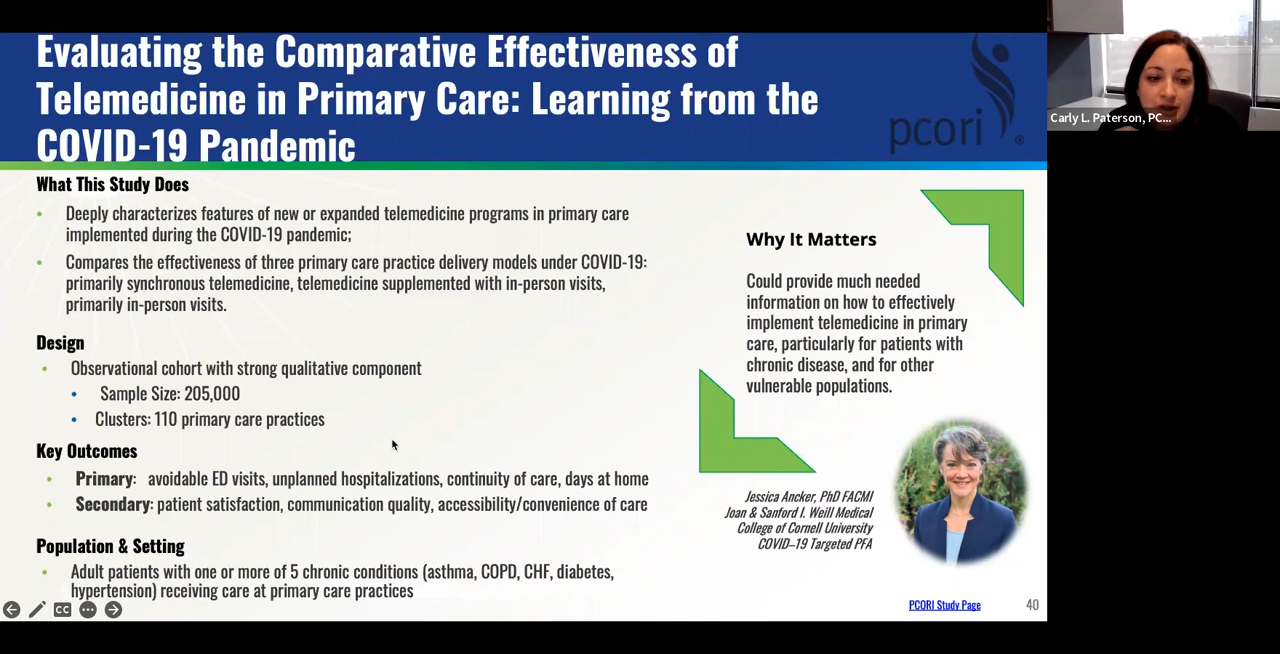 Evaluating the Comparative Effectiveness of
Telemedicine in Primary Care: Learning from the
COVID-19 Pandemic
pcori
®
Carly L. Paterson, PC...
What This Study Does
• Deeply characterizes features of new or expanded telemedicine programs in primary care
implemented during the COVID-19 pandemic;
• Compares the effectiveness of three primary care practice delivery models under COVID-19:
primarily synchronous telemedicine, telemedicine supplemented with in-person visits,
primarily in-person visits.
Design
• Observational cohort with strong qualitative component
• Sample Size: 205,000
• Clusters: 110 primary care practices
Key Outcomes
• Primary: avoidable ED visits, unplanned hospitalizations, continuity of care, days at home
• Secondary: patient satisfaction, communication quality, accessibility/convenience of care
Population & Setting
• Adult patients with one or more of 5 chronic conditions (asthma, COPD, CHF, diabetes,
hypertension) receiving care at primary care practices
CC
Why It Matters
Could provide much needed
information on how to effectively
implement telemedicine in primary
care, particularly for patients with
chronic disease, and for other
vulnerable populations.
Jessica Ancker, PhD FACMI
Joan & Sanford I. Weill Medical
College of Cornell University
COVID–19 Targeted PFA
PCORI Study Page
40